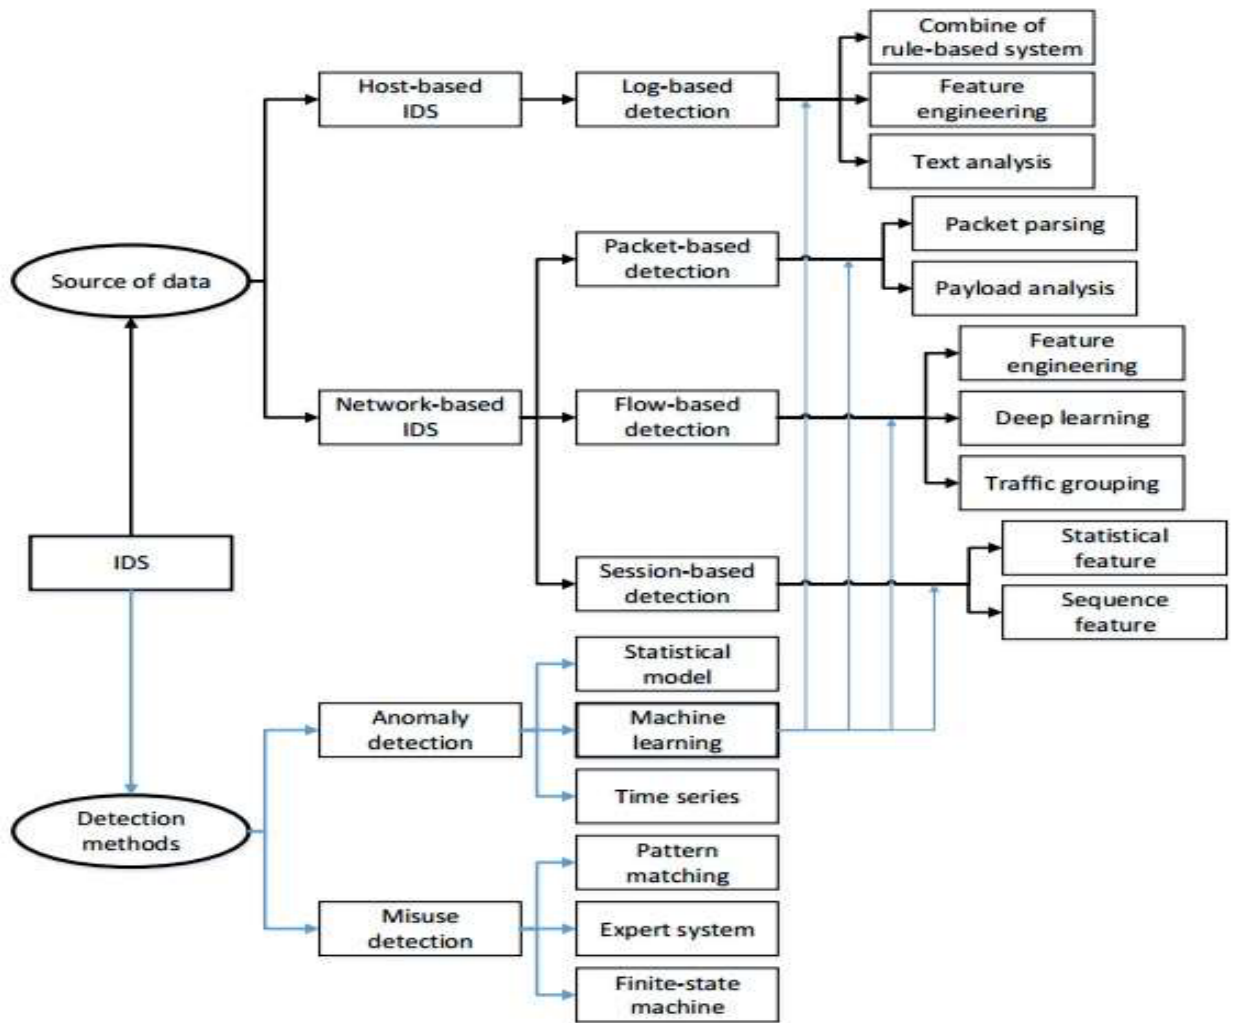 Combine of
rule-based system
Host-based
IDS
Log-based
detection
Feature
engineering
Text analysis
Packet parsing
Packet-based
detection
Source of data
Payload analysis
Feature
engineering
Network-based
IDS
Flow-based
detection
Deep learning
Traffic grouping
IDS
Statistical
feature
Session-based
detection
Sequence
feature
Statistical
model
Anomaly
detection
Machine
learning
Time series
Detection
methods
Pattern
matching
Misuse
detection
Expert system
Finite-state
machine